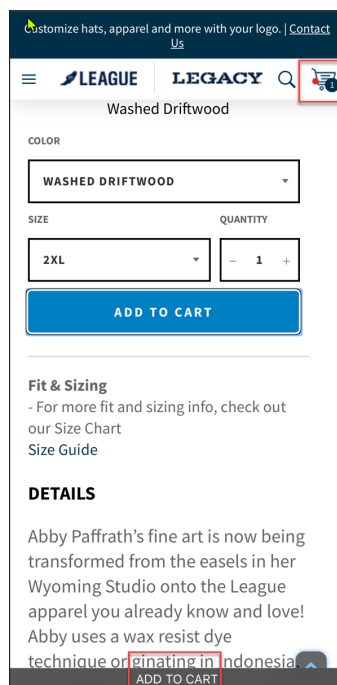 Customize hats, apparel and more with your logo. | Contact
Us
LEAGUE LEGACY 1
Washed Driftwood
COLOR
WASHED DRIFTWOOD
SIZE QUANTITY
2XL − 1 +
ADD TO CART
Fit & Sizing
- For more fit and sizing info, check out
our Size Chart
Size Guide
DETAILS
Abby Paffrath's fine art is now being
transformed from the easels in her
Wyoming Studio onto the League
apparel you already know and love!
Abby uses a wax resist dye
technique originating in Indonesia.
ADD TO CART